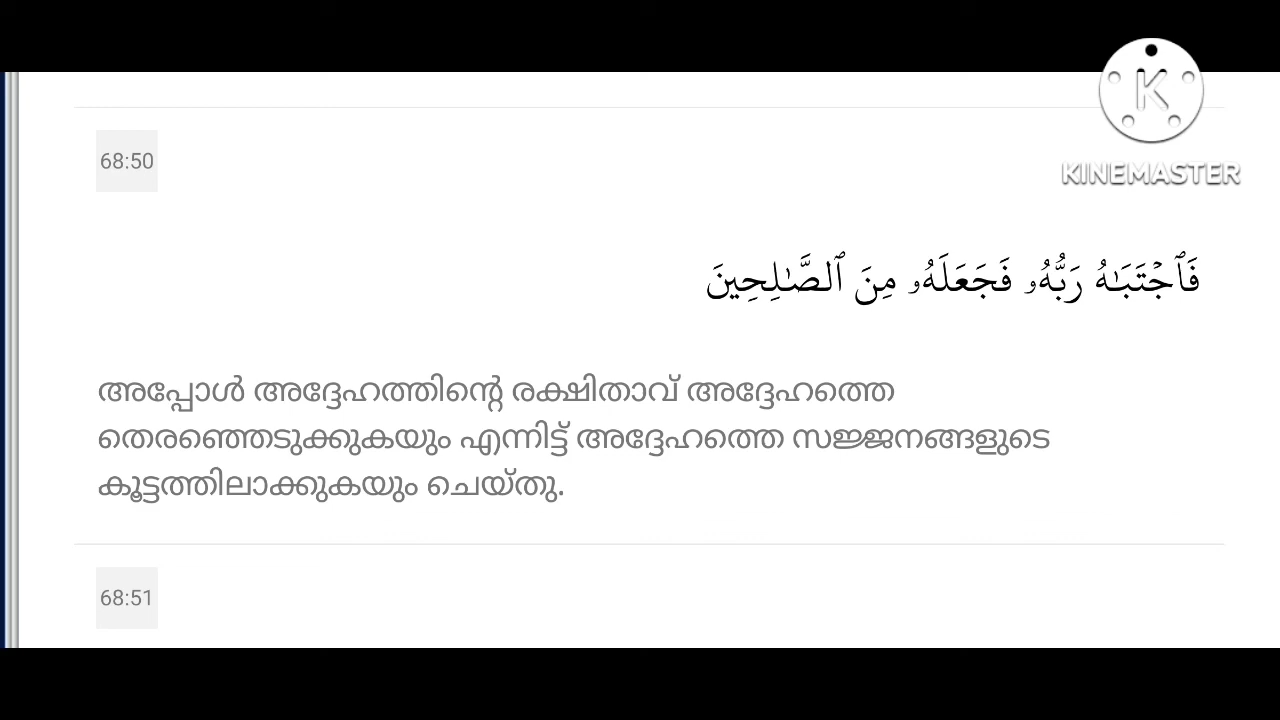 K
KINEMASTER
68:50
فَٱجْتَبَـٰهُ رَبُّهُۥ فَجَعَلَهُۥ مِنَ ٱلصَّـٰلِحِينَ
അപ്പോൾ അദ്ദേഹത്തിന്റെ രക്ഷിതാവ് അദ്ദേഹത്തെ
തെരഞ്ഞെടുക്കുകയും എന്നിട്ട് അദ്ദേഹത്തെ സജ്ജനങ്ങളുടെ
കൂട്ടത്തിലാക്കുകയും ചെയ്തു.
68:51